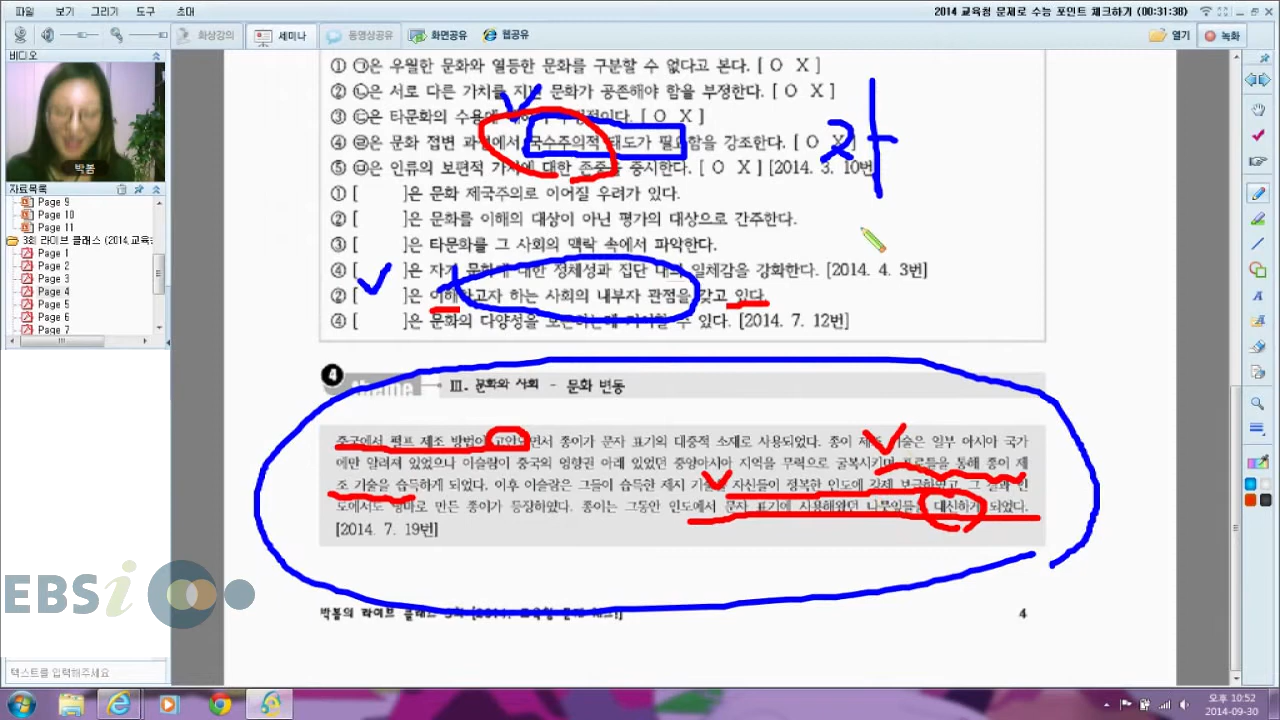 파일 보기 그리기 도구 초대
2014 교육청 문제로 수능 포인트 체크하기 (00:31:38)
화상강의 세미나 동영상공유 화면공유 웹공유 열기 녹화
비디오
박봄
자료목록
Page 9
Page 10
Page 11
3회 라이브 클래스 (2014.교육
Page 1
Page 2
Page 3
Page 4
Page 5
Page 6
Page 7
텍스트를 입력해주세요
① ㉠은 우월한 문화와 열등한 문화를 구분할 수 없다고 본다. [ O X ]
② ㉡은 서로 다른 가치를 지닌 문화가 공존해야 함을 부정한다. [ O X ]
③ ㉢은 타문화의 수용에 [ O X ]
④ ㉣은 문화 접변 과정에서 국수주의적 태도가 필요함을 강조한다. [ O X ]
⑤ ㉤은 인류의 보편적 가치에 대한 존중을 중시한다. [ O X ] [2014. 3. 10번]
2
① [ ]은 문화 제국주의로 이어질 우려가 있다.
② [ ]은 문화를 이해의 대상이 아닌 평가의 대상으로 간주한다.
③ [ ]은 타문화를 그 사회의 맥락 속에서 파악한다.
④ [ ]은 자기 문화에 대한 정체성과 집단 내의 일체감을 강화한다. [2014. 4. 3번]
② [ ]은 이해하고자 하는 사회의 내부자 관점을 갖고 있다.
④ [ ]은 문화의 다양성을 보존하는데 기여할 수 있다. [2014. 7. 12번]
4
theme
III. 문화와 사회 - 문화 변동
중국에서 펄프 제조 방법이 고안되면서 종이가 문자 표기의 대중적 소재로 사용되었다. 종이 제조 기술은 일부 아시아 국가
에만 알려져 있었으나 이슬람이 중국의 영향권 아래 있었던 중앙아시아 지역을 무력으로 굴복시키며 포로들을 통해 종이 제
조 기술을 습득하게 되었다. 이후 이슬람은 그들이 습득한 제지 기술을 자신들이 정복한 인도에 강제 보급하였고, 그 결과 인
도에서도 만든 종이가 등장하였다. 종이는 그동안 인도에서 문자 표기에 사용해왔던 나뭇잎들을 대신하게 되었다.
[2014. 7. 19번]
EBSi
박봄의 라이브 클래스 3회 [2014. 교육청 문제
4
오후 10:52
2014-09-30